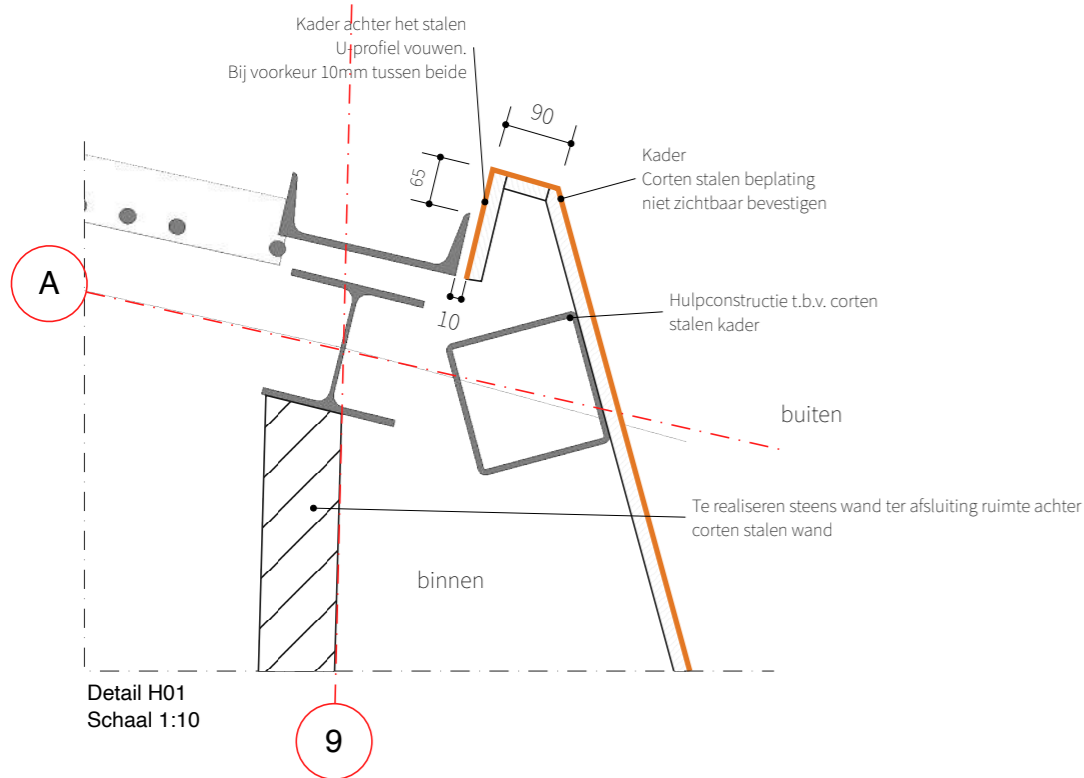 Kader achter het stalen
U-profiel vouwen.
Bij voorkeur 10mm tussen beide
90
Kader
Corten stalen beplating
niet zichtbaar bevestigen
65
A
10
Hulpconstructie t.b.v. corten
stalen kader
buiten
Te realiseren steens wand ter afsluiting ruimte achter
corten stalen wand
binnen
Detail H01
Schaal 1:10
9